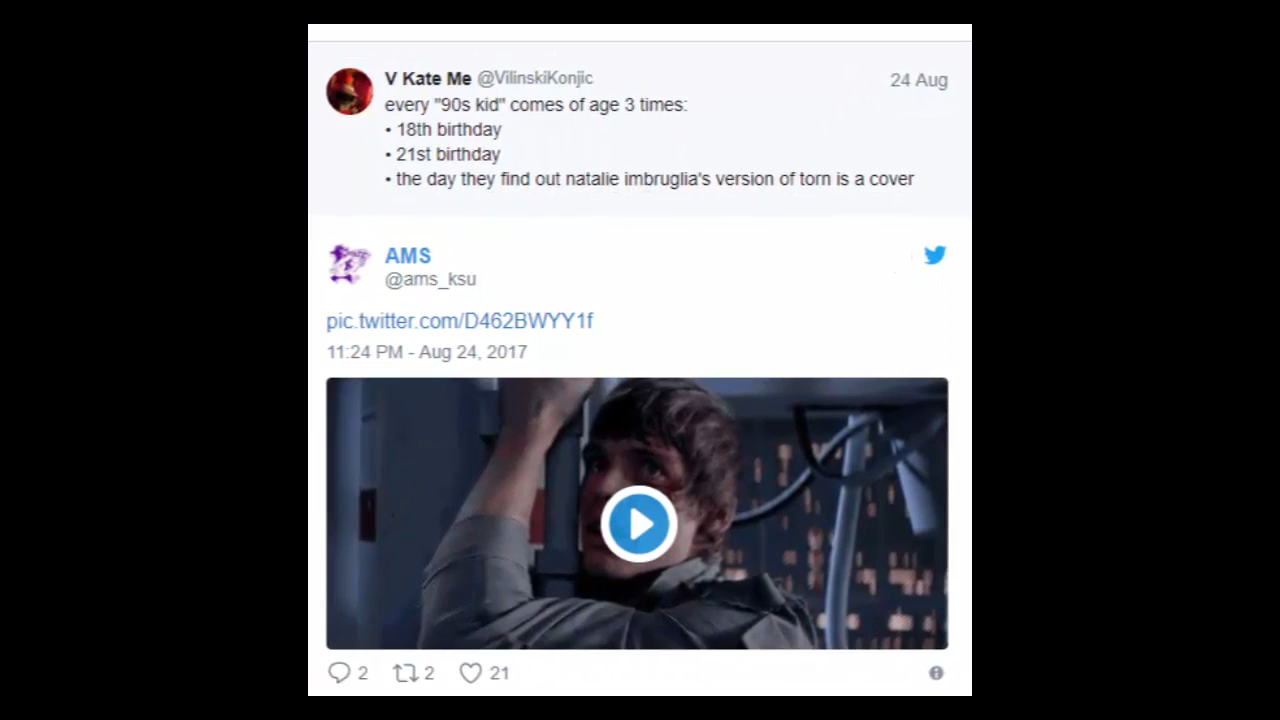 V Kate Me @VilinskiKonjic 24 Aug
every "90s kid" comes of age 3 times:
• 18th birthday
• 21st birthday
• the day they find out natalie imbruglia's version of torn is a cover
AMS
@ams_ksu
pic.twitter.com/D462BWYY1f
11:24 PM - Aug 24, 2017
2 2 21